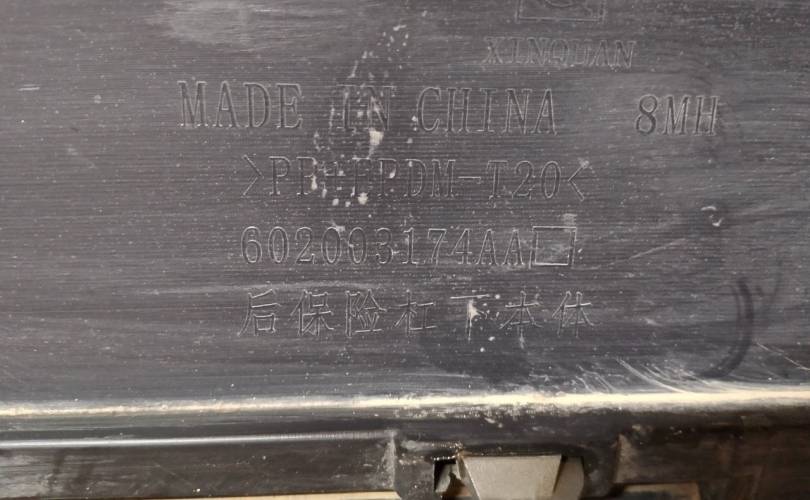 XINQUAN
MADE IN CHINA 8MH
>PP+EPDM-T20<
602003174AA
后保险杠下本体